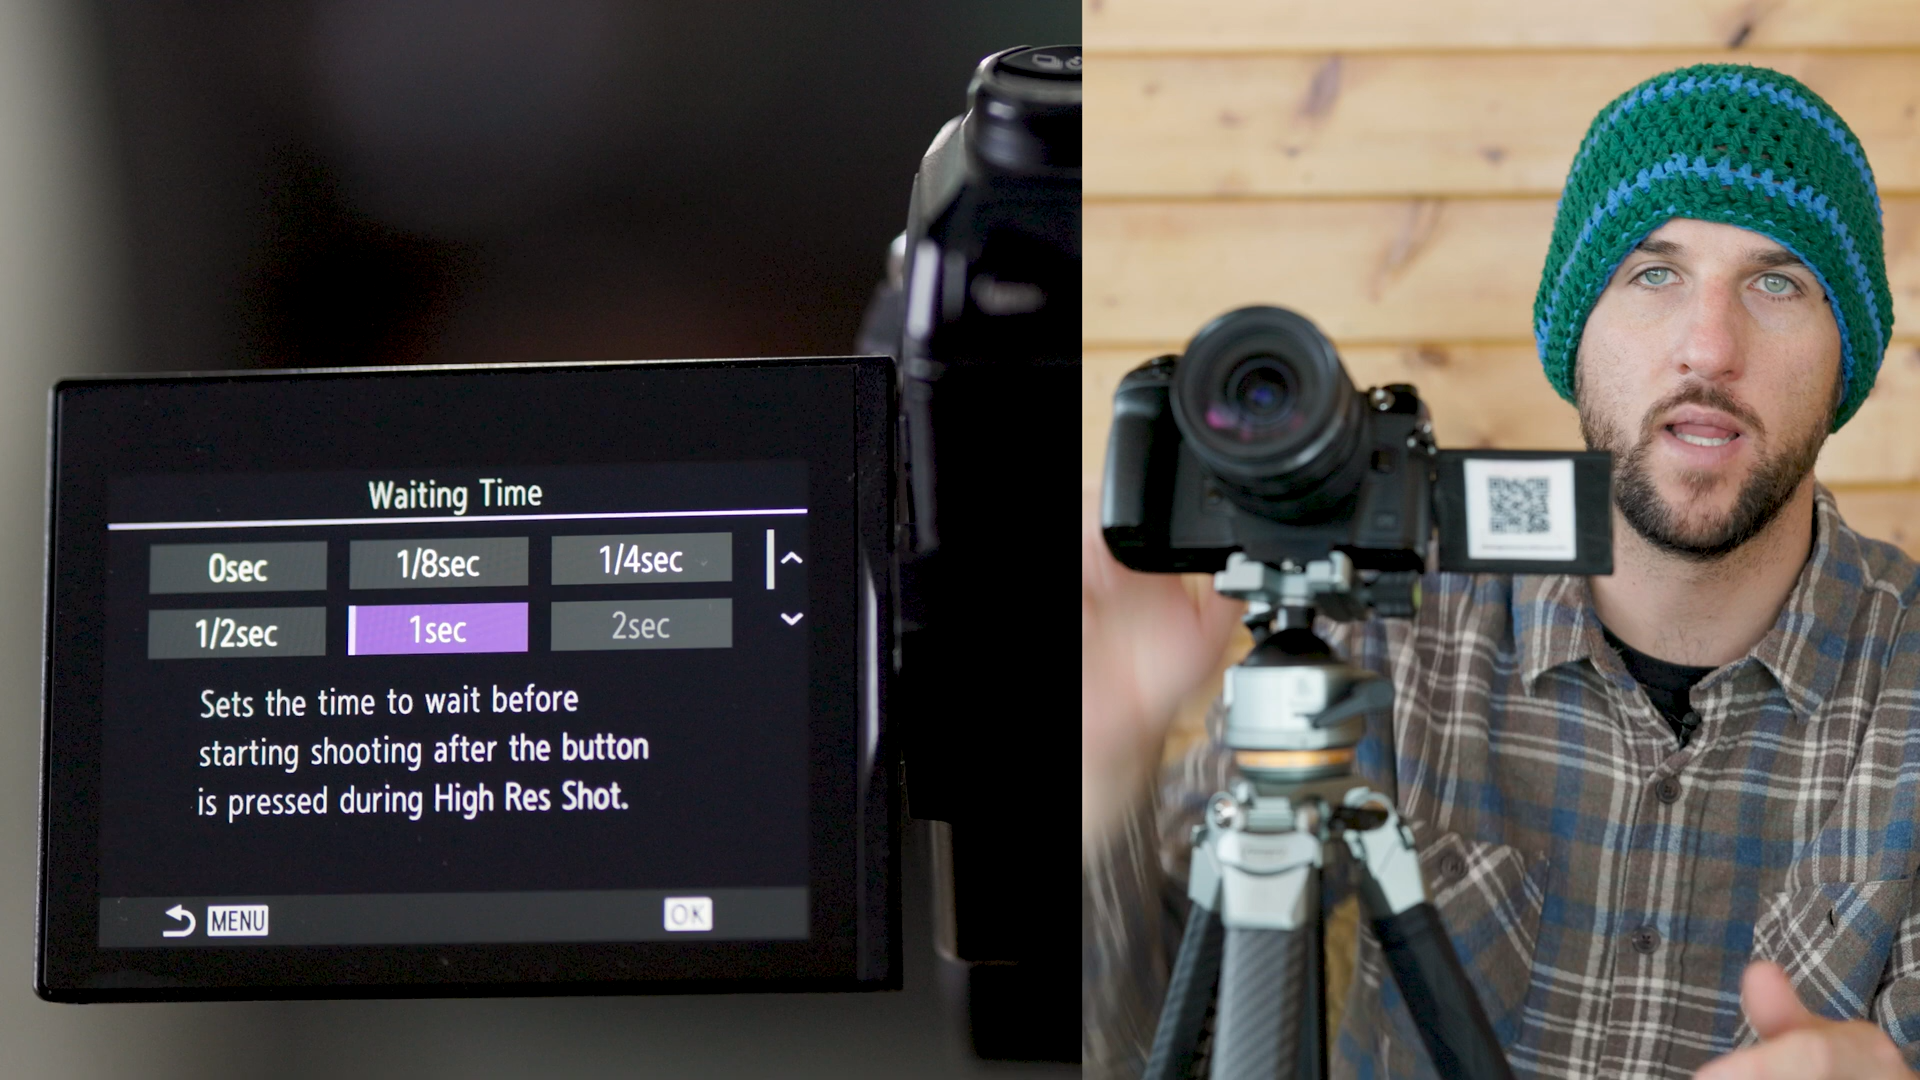 Waiting Time
0sec 1/8sec 1/4sec
1/2sec 1sec 2sec
Sets the time to wait before
starting shooting after the button
is pressed during High Res Shot.
MENU OK